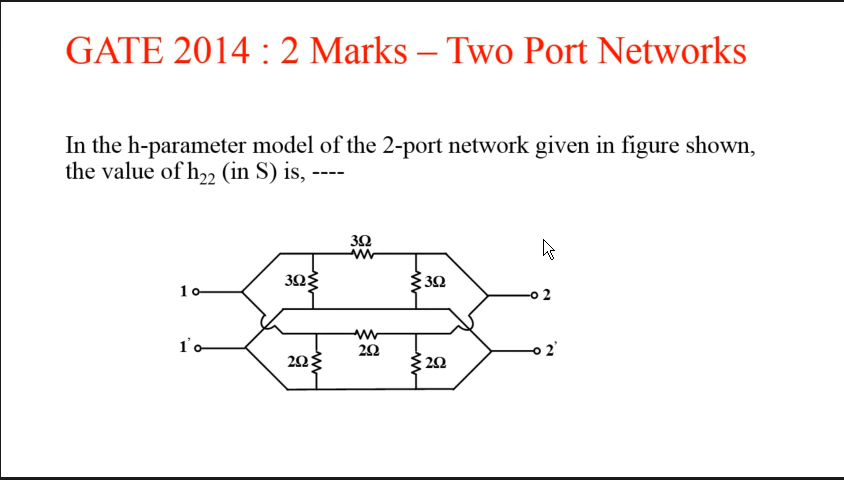 GATE 2014 : 2 Marks – Two Port Networks
In the h-parameter model of the 2-port network given in figure shown,
the value of h₂₂ (in S) is, ----
3Ω
3Ω
3Ω
1
2
1'
2'
2Ω
2Ω
2Ω